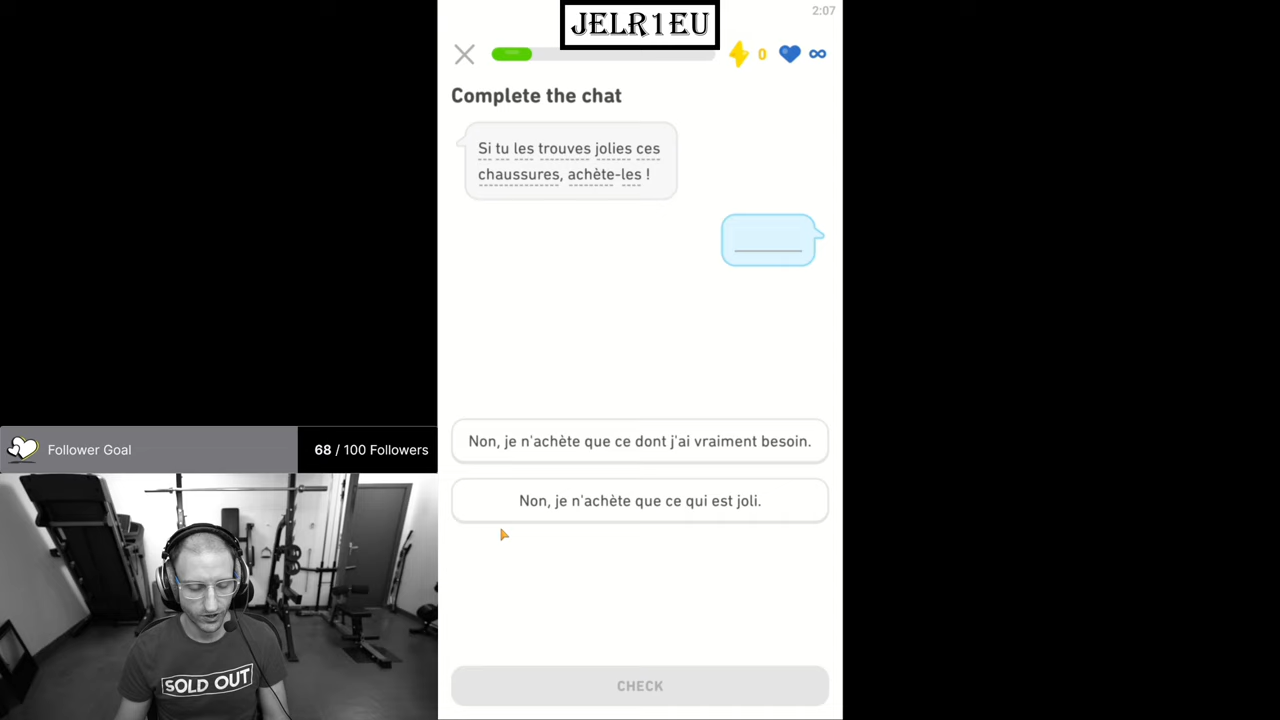 2:07
JELR1EU
0
∞
Complete the chat
Si tu les trouves jolies ces
chaussures, achète-les !
Non, je n'achète que ce dont j'ai vraiment besoin.
Follower Goal
68 / 100 Followers
Non, je n'achète que ce qui est joli.
SOLD OUT
CHECK